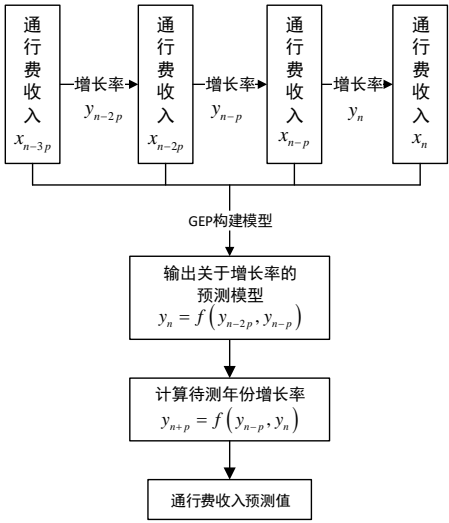 通行费收入 x_{n-3p}
增长率 y_{n-2p}
通行费收入 x_{n-2p}
增长率 y_{n-p}
通行费收入 x_{n-p}
增长率 y_n
通行费收入 x_n
GEP构建模型
输出关于增长率的
预测模型
y_n = f(y_{n-2p}, y_{n-p})
计算待测年份增长率
y_{n+p} = f(y_{n-p}, y_n)
通行费收入预测值